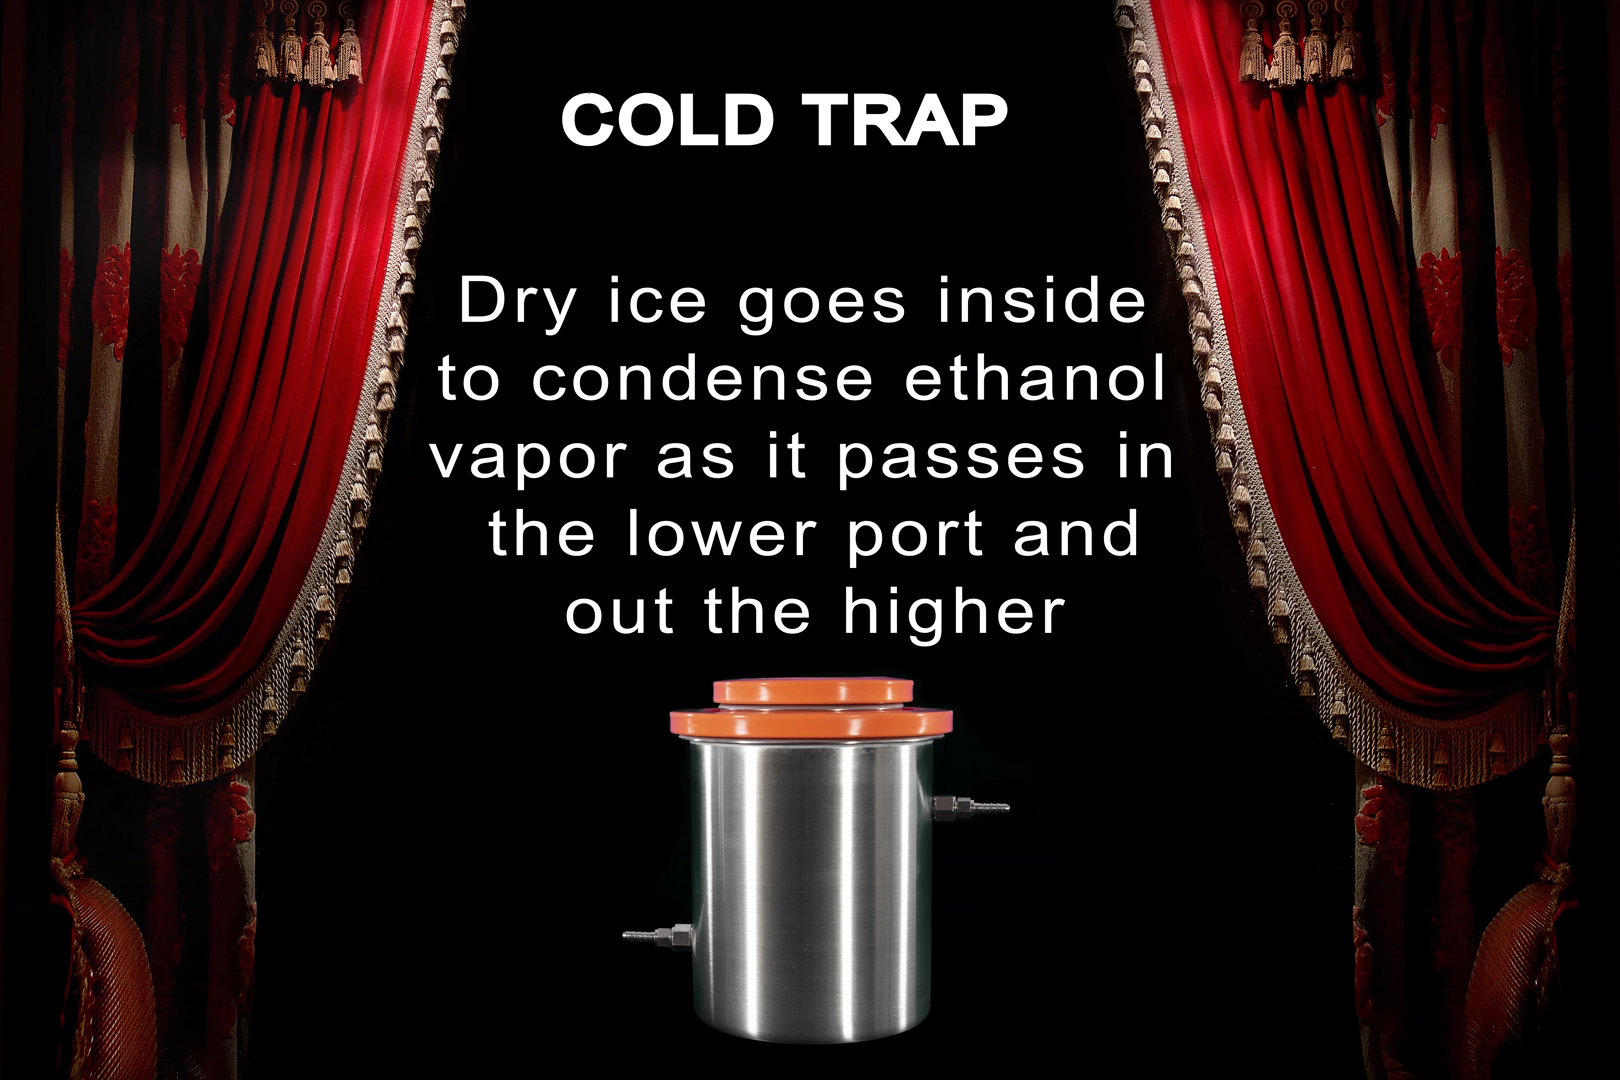 COLD TRAP
Dry ice goes inside
to condense ethanol
vapor as it passes in
the lower port and
out the higher